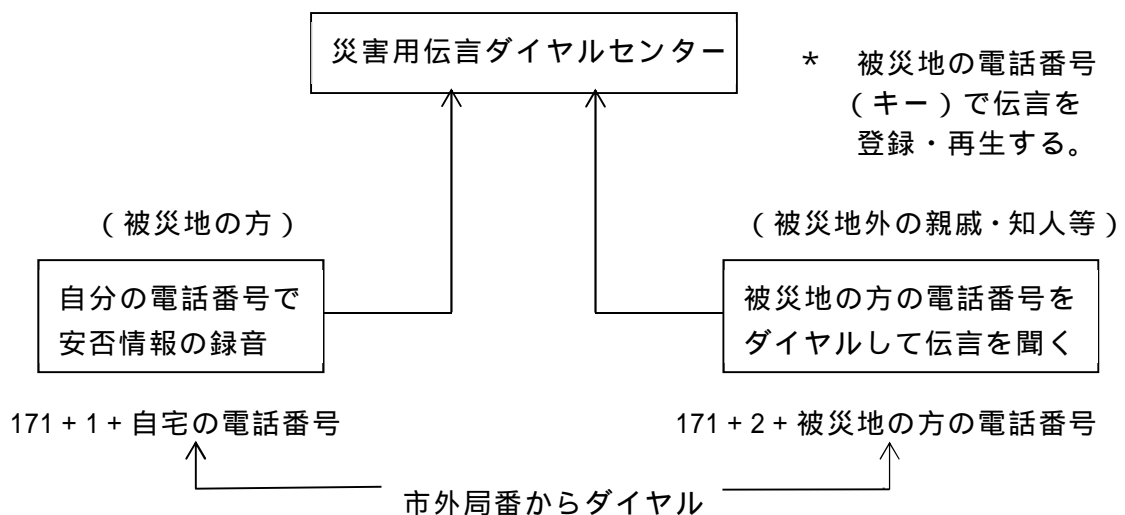 災害用伝言ダイヤルセンター
* 被災地の電話番号
(キー)で伝言を
登録・再生する。
(被災地の方)
(被災地外の親戚・知人等)
自分の電話番号で
安否情報の録音
被災地の方の電話番号を
ダイヤルして伝言を聞く
171+1+自宅の電話番号
171+2+被災地の方の電話番号
市外局番からダイヤル